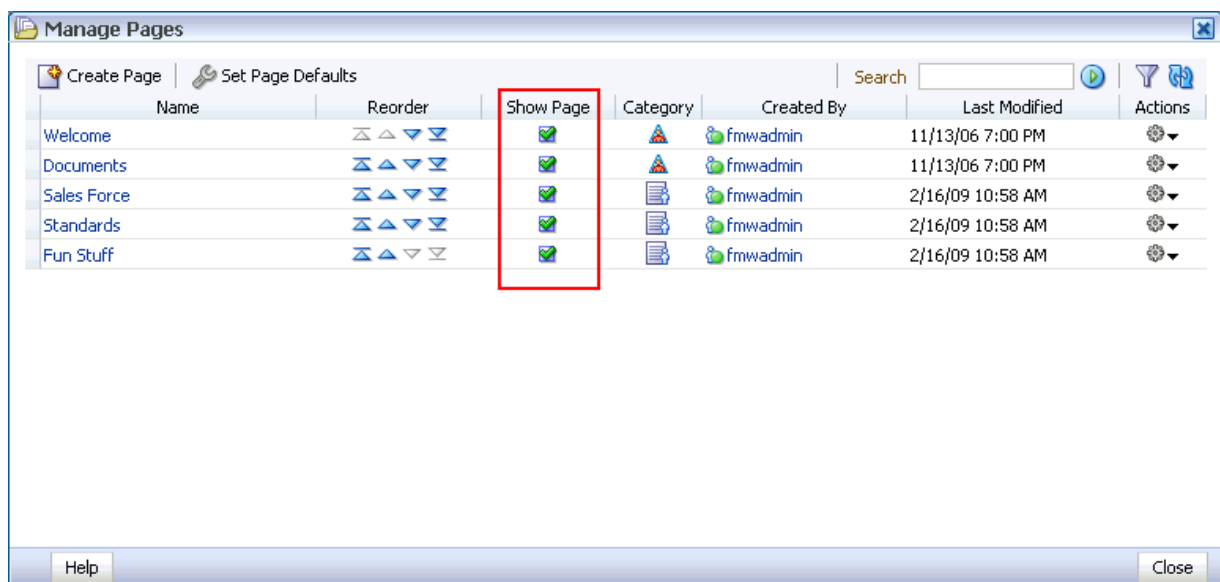 Manage Pages
Create Page Set Page Defaults Search
Name Reorder Show Page Category Created By Last Modified Actions
Welcome fmwadmin 11/13/06 7:00 PM
Documents fmwadmin 11/13/06 7:00 PM
Sales Force fmwadmin 2/16/09 10:58 AM
Standards fmwadmin 2/16/09 10:58 AM
Fun Stuff fmwadmin 2/16/09 10:58 AM
Help Close